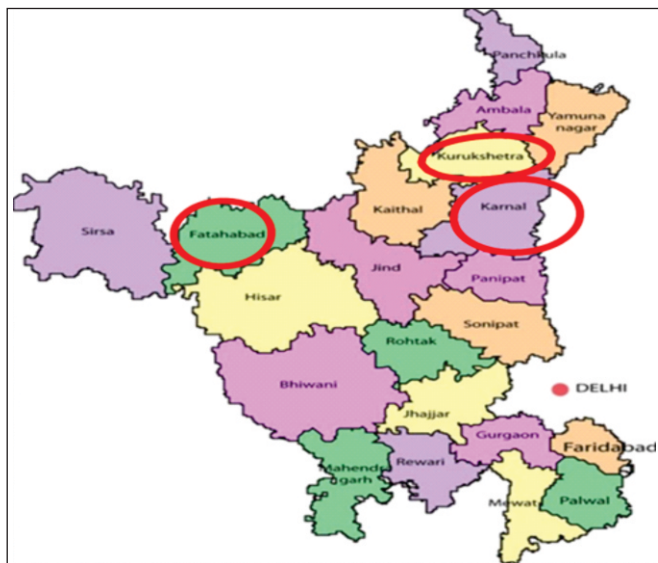 Panchkula
Ambala
Yamuna
nagar
Kurukshetra
Kaithal
Karnal
Sirsa
Fatahabad
Jind
Panipat
Hisar
Sonipat
Rohtak
Bhiwani
DELHI
Jhajjar
Gurgaon
Faridabad
Mahendra
garh
Rewari
Mewat
Palwal